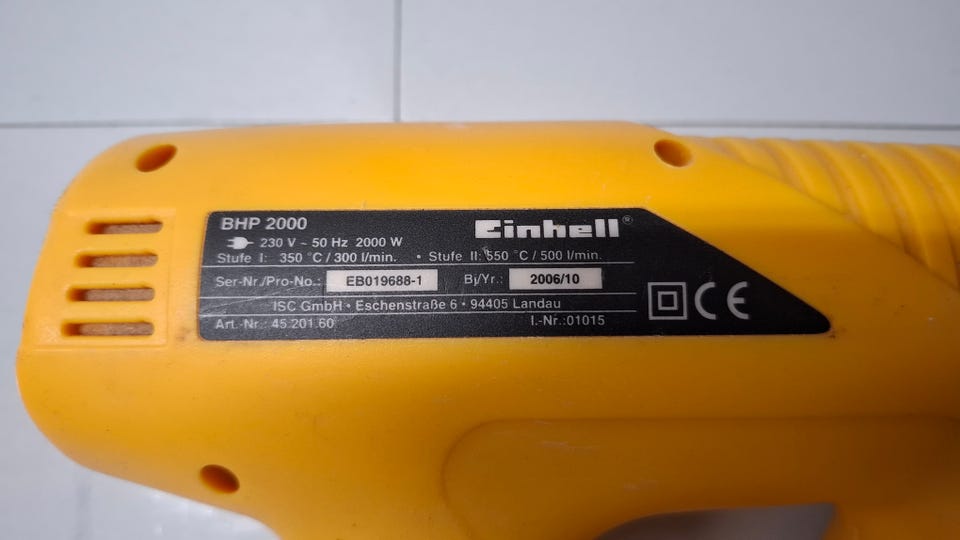 BHP 2000
Einhell®
230 V ~ 50 Hz 2000 W
Stufe I: 350 °C / 300 l/min. • Stufe II: 550 °C / 500 l/min.
Ser-Nr./Pro-No.: EB019688-1 Bj/Yr.: 2006/10
ISC GmbH • Eschenstraße 6 • 94405 Landau
Art.-Nr.: 45.201.60 I.-Nr.:01015
CE